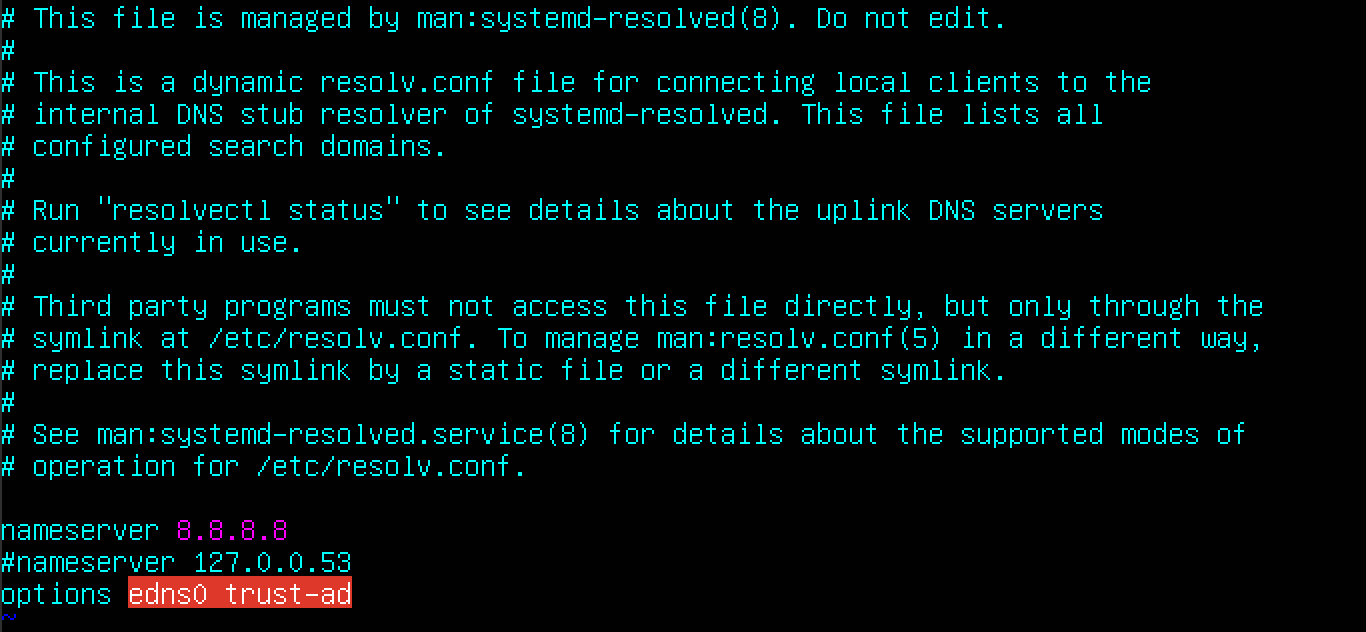 # This file is managed by man:systemd-resolved(8). Do not edit.
#
# This is a dynamic resolv.conf file for connecting local clients to the
# internal DNS stub resolver of systemd-resolved. This file lists all
# configured search domains.
#
# Run "resolvectl status" to see details about the uplink DNS servers
# currently in use.
#
# Third party programs must not access this file directly, but only through the
# symlink at /etc/resolv.conf. To manage man:resolv.conf(5) in a different way,
# replace this symlink by a static file or a different symlink.
#
# See man:systemd-resolved.service(8) for details about the supported modes of
# operation for /etc/resolv.conf.

nameserver 8.8.8.8
#nameserver 127.0.0.53
options edns0 trust-ad
~